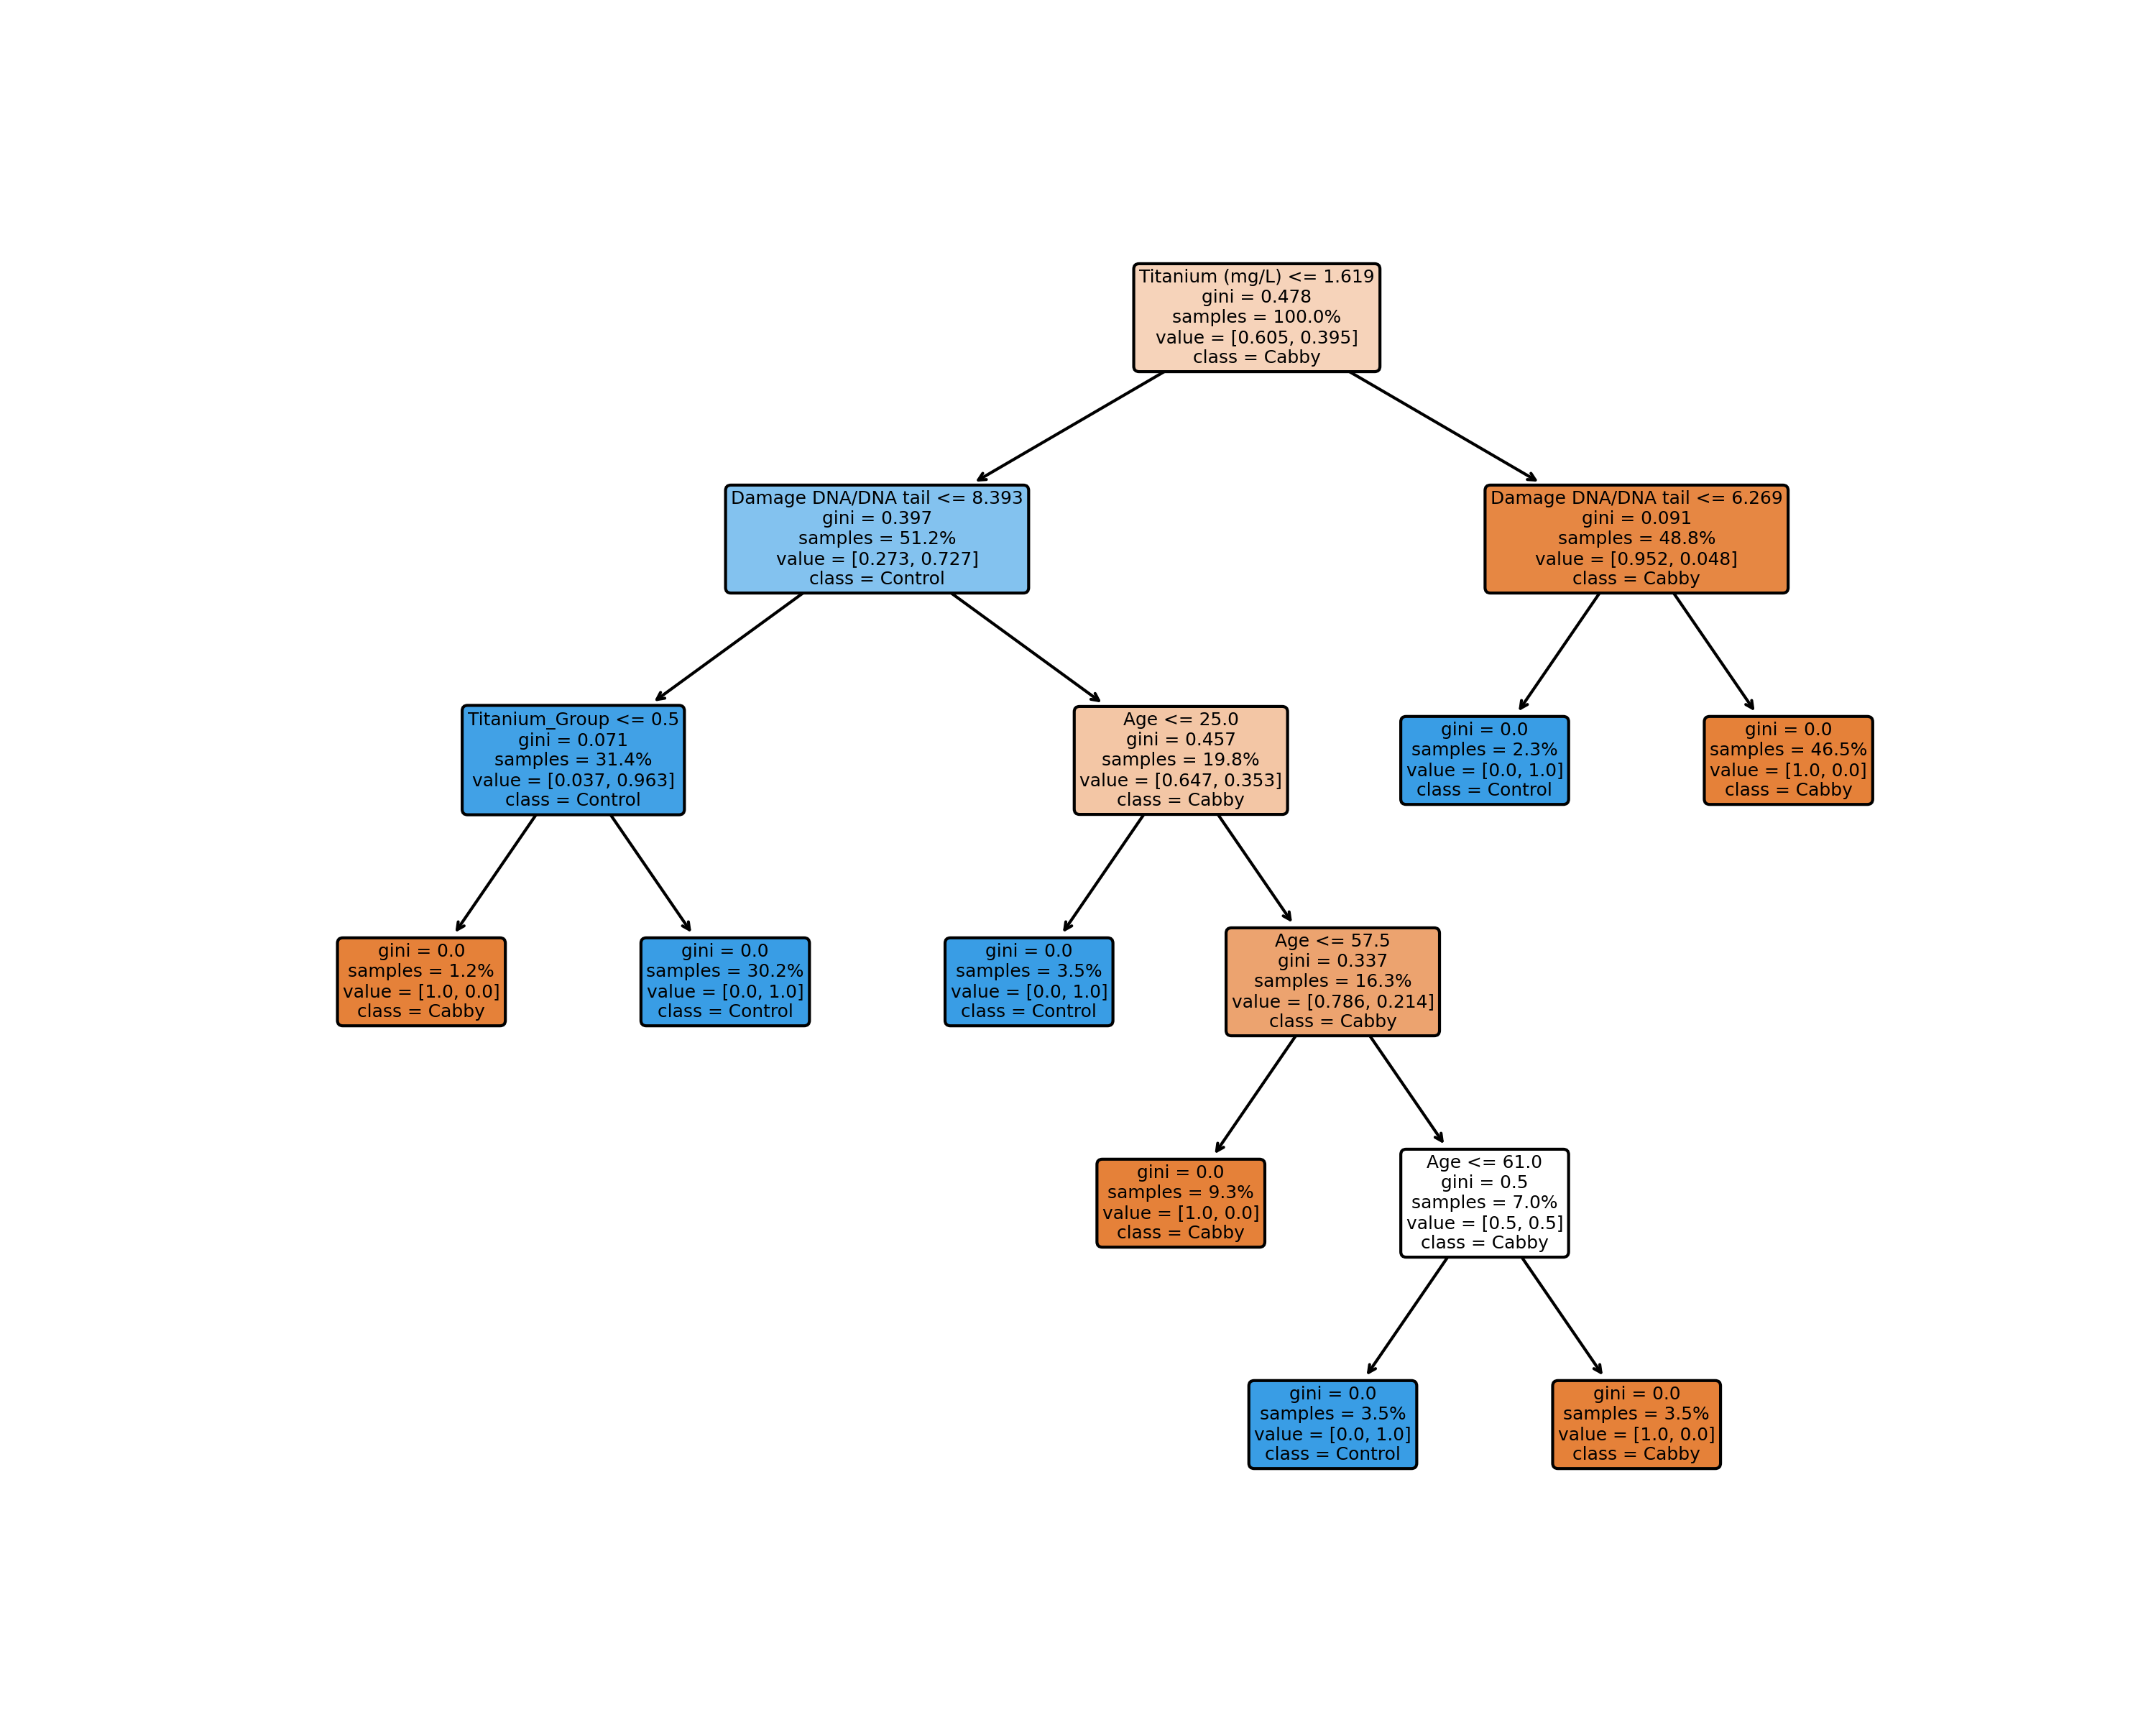 Titanium (mg/L) <= 1.619
gini = 0.478
samples = 100.0%
value = [0.605, 0.395]
class = Cabby
Damage DNA/DNA tail <= 8.393
gini = 0.397
samples = 51.2%
value = [0.273, 0.727]
class = Control
Damage DNA/DNA tail <= 6.269
gini = 0.091
samples = 48.8%
value = [0.952, 0.048]
class = Cabby
Titanium_Group <= 0.5
gini = 0.071
samples = 31.4%
value = [0.037, 0.963]
class = Control
Age <= 25.0
gini = 0.457
samples = 19.8%
value = [0.647, 0.353]
class = Cabby
gini = 0.0
samples = 2.3%
value = [0.0, 1.0]
class = Control
gini = 0.0
samples = 46.5%
value = [1.0, 0.0]
class = Cabby
gini = 0.0
samples = 1.2%
value = [1.0, 0.0]
class = Cabby
gini = 0.0
samples = 30.2%
value = [0.0, 1.0]
class = Control
gini = 0.0
samples = 3.5%
value = [0.0, 1.0]
class = Control
Age <= 57.5
gini = 0.337
samples = 16.3%
value = [0.786, 0.214]
class = Cabby
gini = 0.0
samples = 9.3%
value = [1.0, 0.0]
class = Cabby
Age <= 61.0
gini = 0.5
samples = 7.0%
value = [0.5, 0.5]
class = Cabby
gini = 0.0
samples = 3.5%
value = [0.0, 1.0]
class = Control
gini = 0.0
samples = 3.5%
value = [1.0, 0.0]
class = Cabby